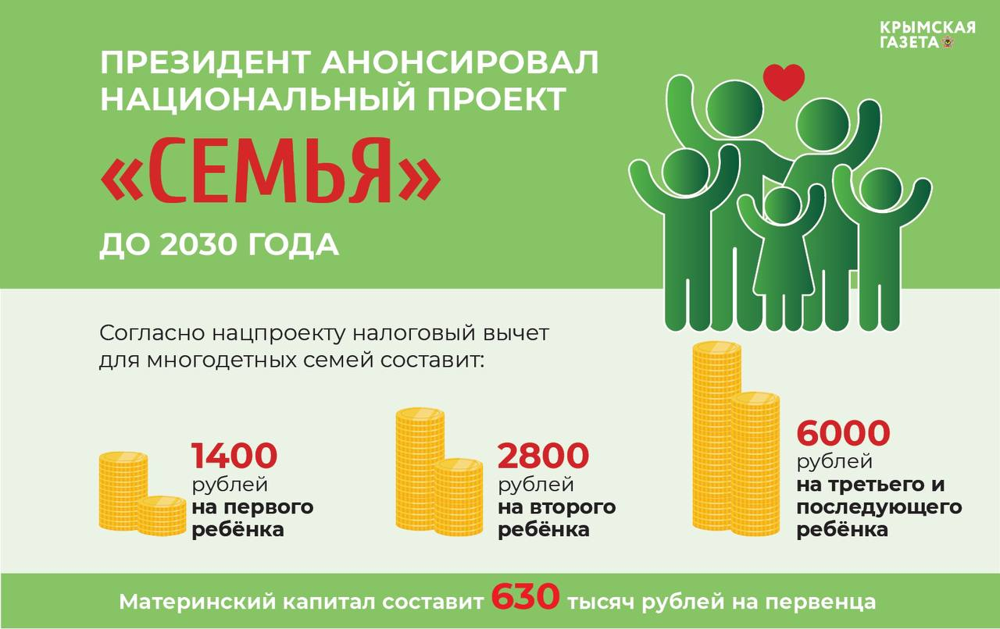 КРЫМСКАЯ
ГАЗЕТА
ПРЕЗИДЕНТ АНОНСИРОВАЛ
НАЦИОНАЛЬНЫЙ ПРОЕКТ
«СЕМЬЯ»
ДО 2030 ГОДА
Согласно нацпроекту налоговый вычет
для многодетных семей составит:
1400
рублей
на первого
ребёнка
2800
рублей
на второго
ребёнка
6000
рублей
на третьего и
последующего
ребёнка
Материнский капитал составит 630 тысяч рублей на первенца